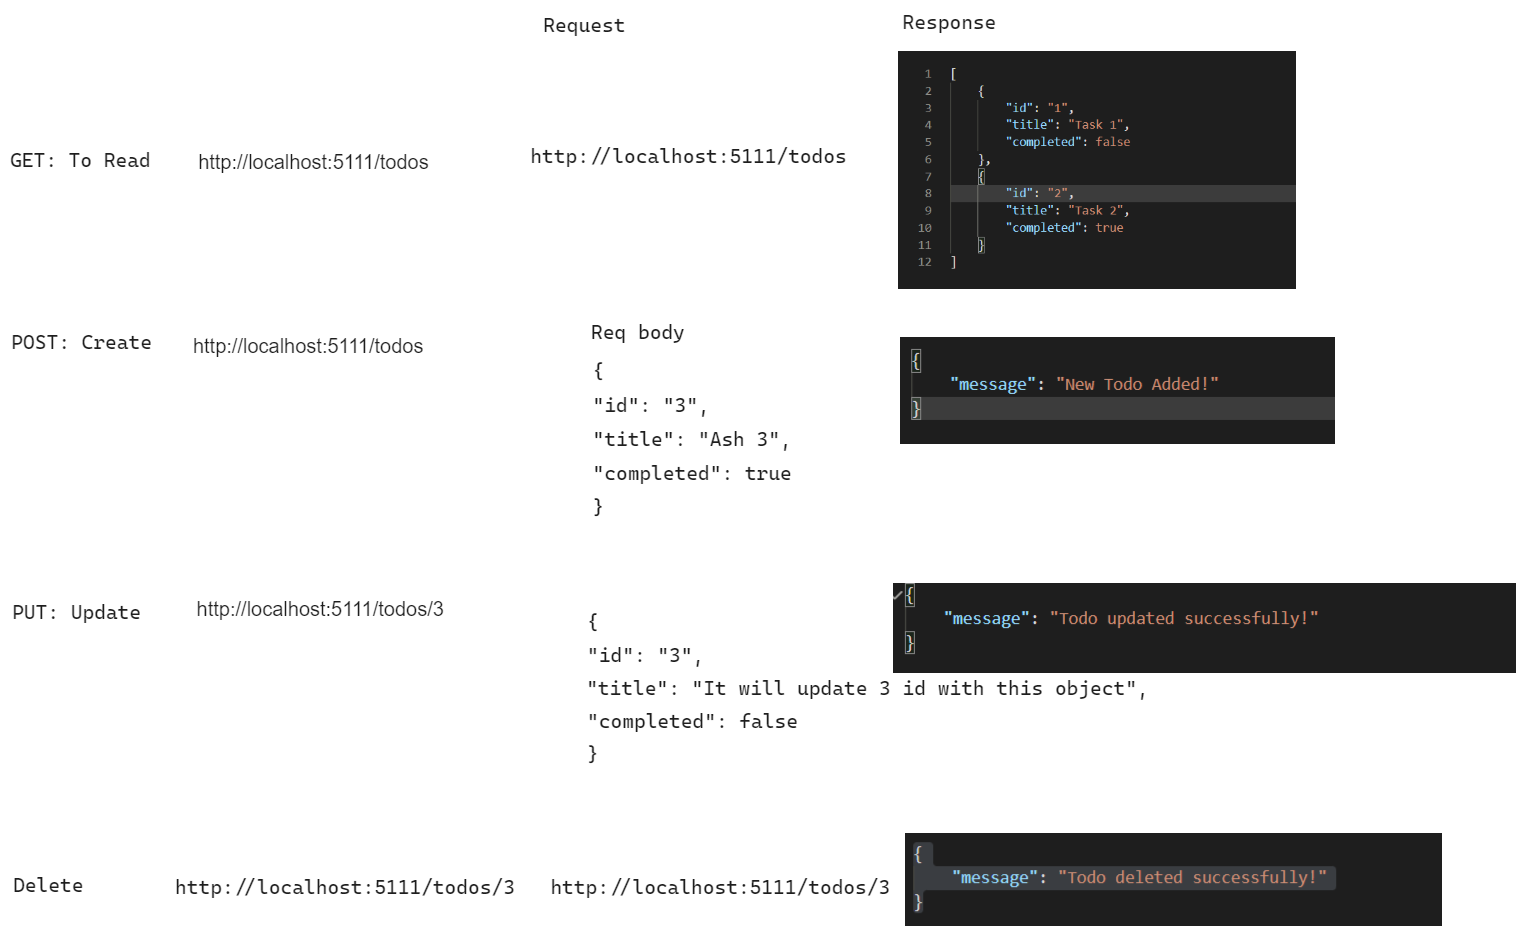 Request
Response
GET: To Read
http://localhost:5111/todos
http://localhost:5111/todos
1 [
2 {
3 "id": "1",
4 "title": "Task 1",
5 "completed": false
6 },
7 {
8 "id": "2",
9 "title": "Task 2",
10 "completed": true
11 }
12 ]
POST: Create
http://localhost:5111/todos
Req body
{
"id": "3",
"title": "Ash 3",
"completed": true
}
{
"message": "New Todo Added!"
}
PUT: Update
http://localhost:5111/todos/3
{
"id": "3",
"title": "It will update 3 id with this object",
"completed": false
}
{
"message": "Todo updated successfully!"
}
Delete
http://localhost:5111/todos/3
http://localhost:5111/todos/3
{
"message": "Todo deleted successfully!"
}